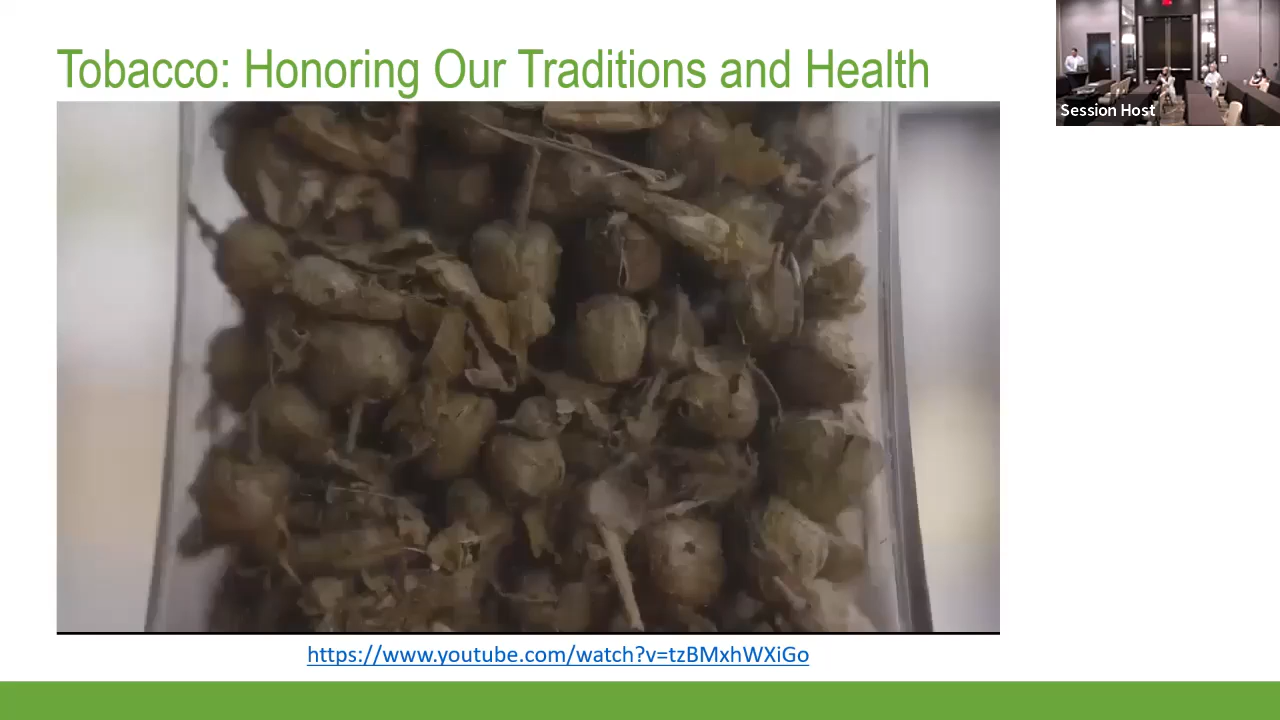 Tobacco: Honoring Our Traditions and Health
Session Host
https://www.youtube.com/watch?v=tzBMxhWXiGo